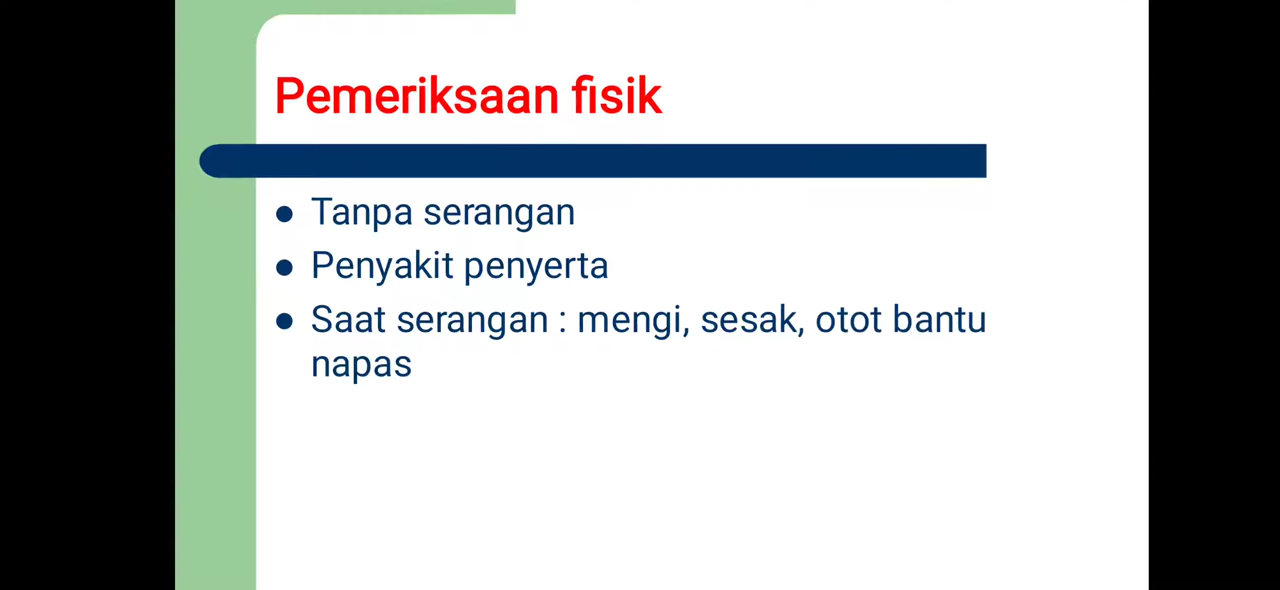 Pemeriksaan fisik
● Tanpa serangan
● Penyakit penyerta
● Saat serangan : mengi, sesak, otot bantu
napas